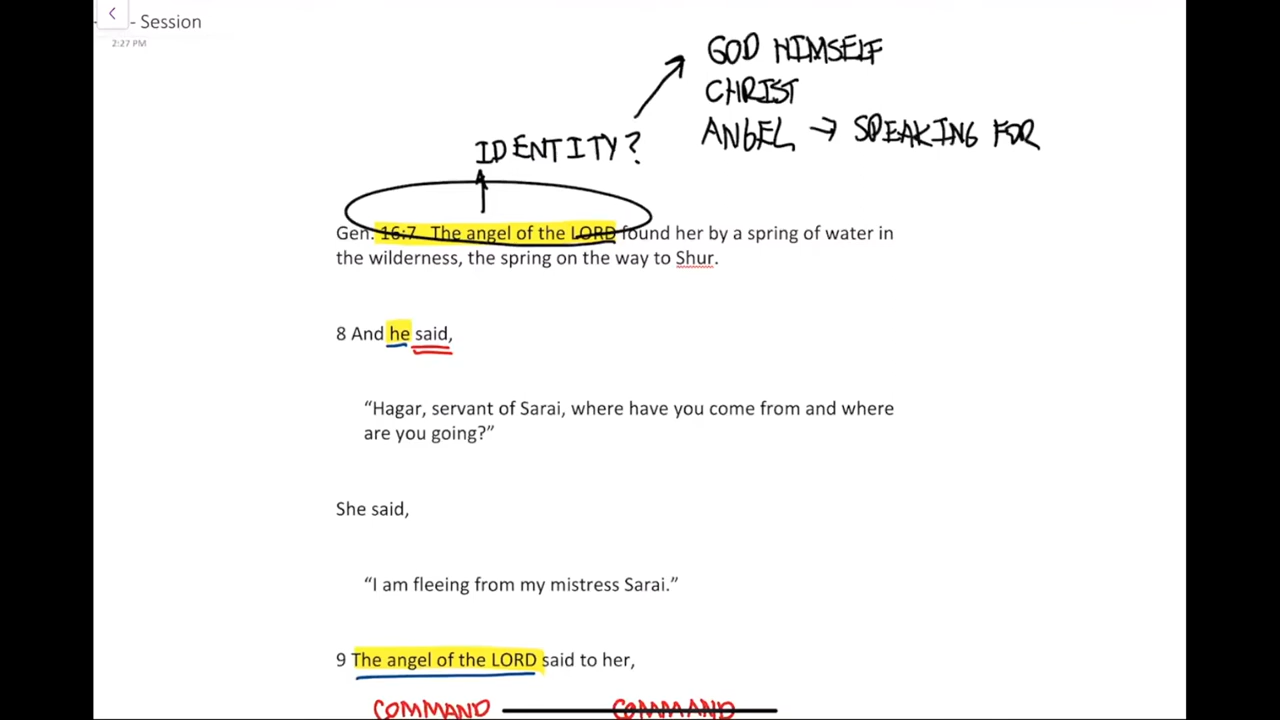 - Session
2:27 PM
GOD HIMSELF
CHRIST
ANGEL → SPEAKING FOR
IDENTITY?
Gen. 16:7 The angel of the LORD found her by a spring of water in
the wilderness, the spring on the way to Shur.
8 And he said,
“Hagar, servant of Sarai, where have you come from and where
are you going?”
She said,
“I am fleeing from my mistress Sarai.”
9 The angel of the LORD said to her,
COMMAND COMMAND